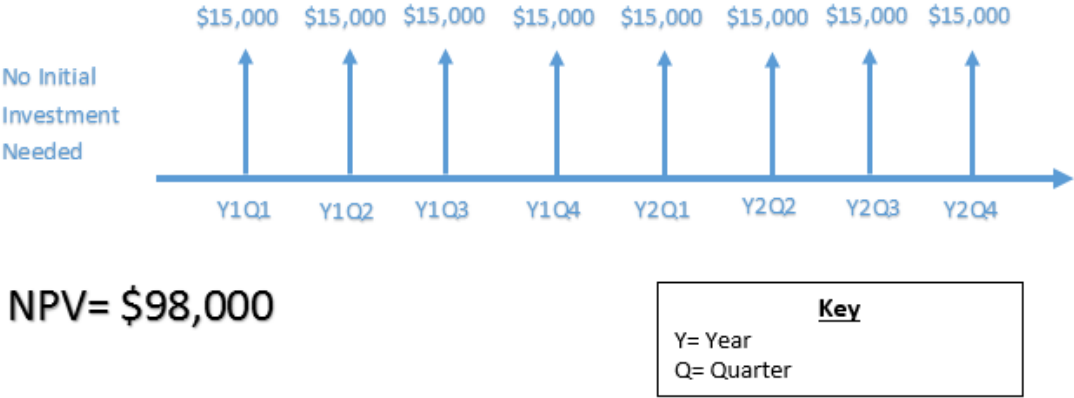 $15,000 $15,000 $15,000 $15,000 $15,000 $15,000 $15,000 $15,000
No Initial
Investment
Needed
Y1Q1 Y1Q2 Y1Q3 Y1Q4 Y2Q1 Y2Q2 Y2Q3 Y2Q4
NPV= $98,000
Key
Y= Year
Q= Quarter